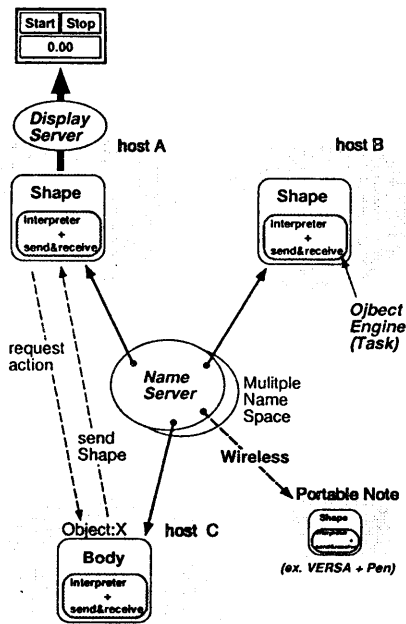 Start Stop
0.00
Display
Server
host A
host B
Shape
Interpreter
+
send&receive
Shape
Interpreter
+
send&receive
Ojbect
Engine
(Task)
request
action
Name
Server
Mulitple
Name
Space
send
Shape
Wireless
Portable Note
Object:X
host C
Shape
Body
Interpreter
+
send&receive
(ex. VERSA + Pen)